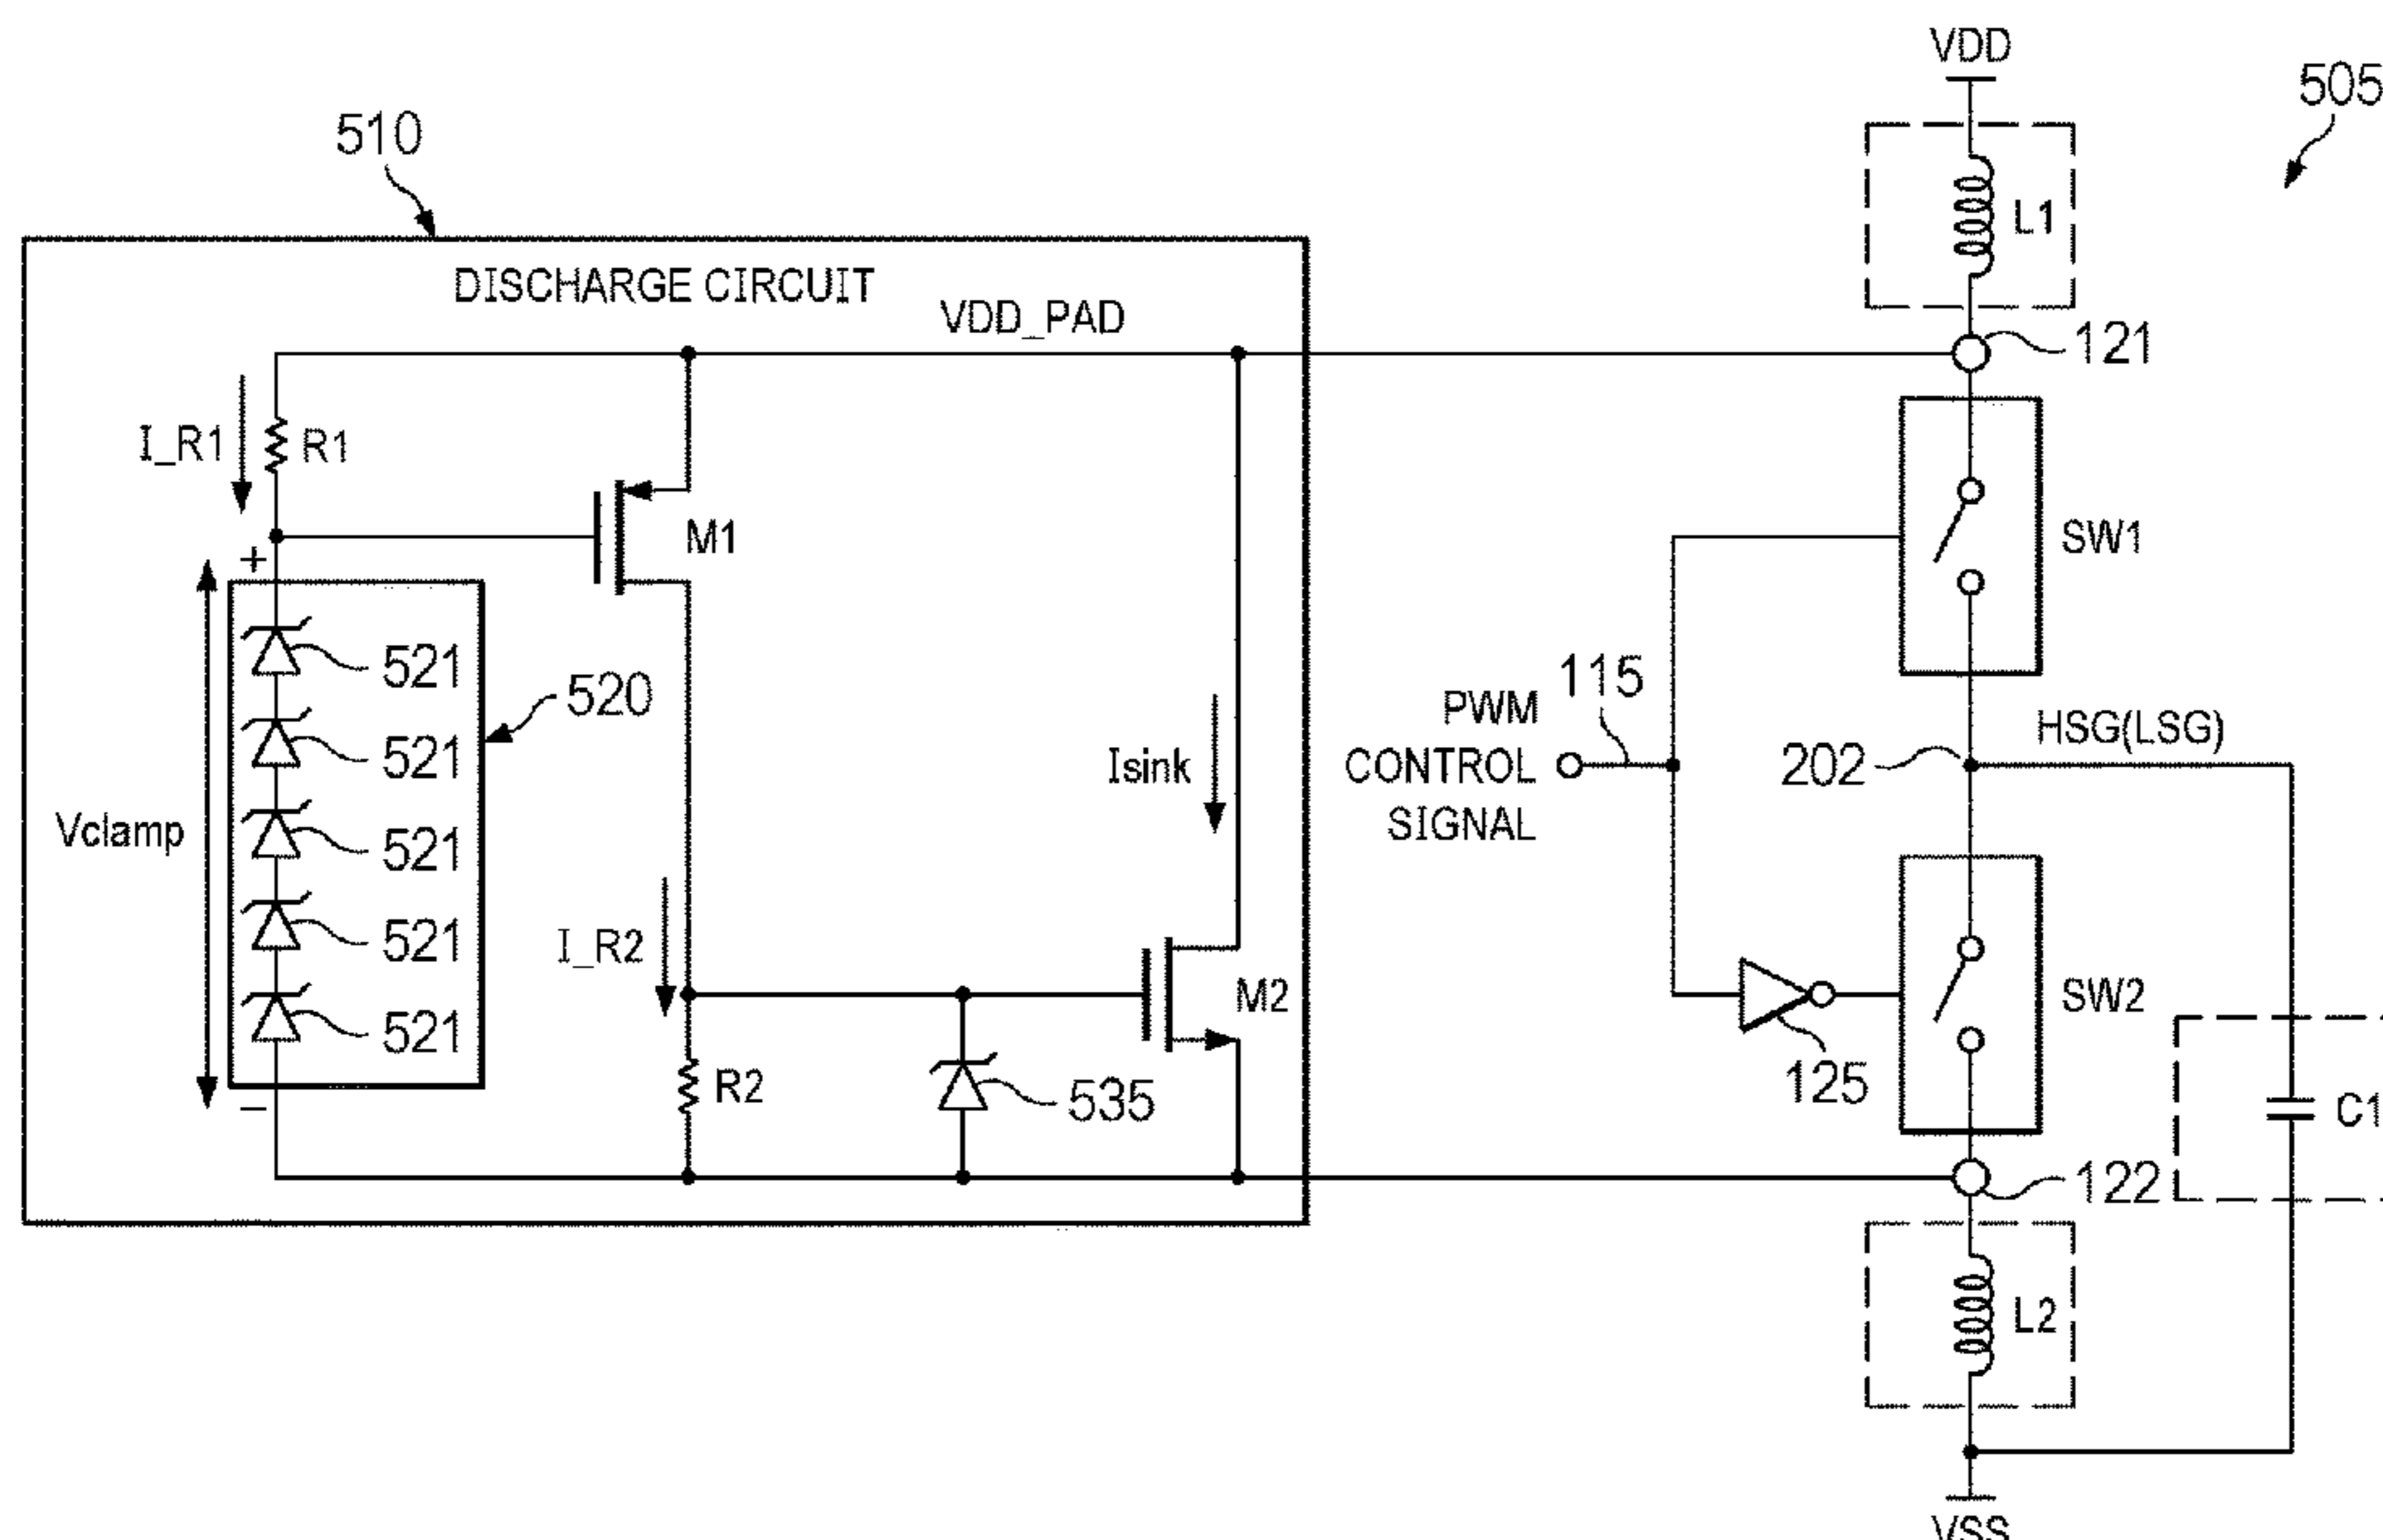 VDD
505
510
L1
DISCHARGE CIRCUIT
VDD_PAD
121
I_R1
R1
M1
SW1
+
521
520
115
PWM
CONTROL
SIGNAL
HSG(LSG)
202
521
Isink
Vclamp
521
521
I_R2
M2
SW2
521
R2
535
125
C1
−
122
L2
VSS